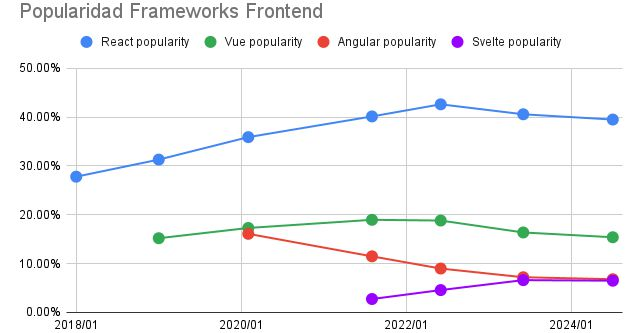 Popularidad Frameworks Frontend
React popularity Vue popularity Angular popularity Svelte popularity
50.00%
40.00%
30.00%
20.00%
10.00%
0.00%
2018/01 2020/01 2022/01 2024/01